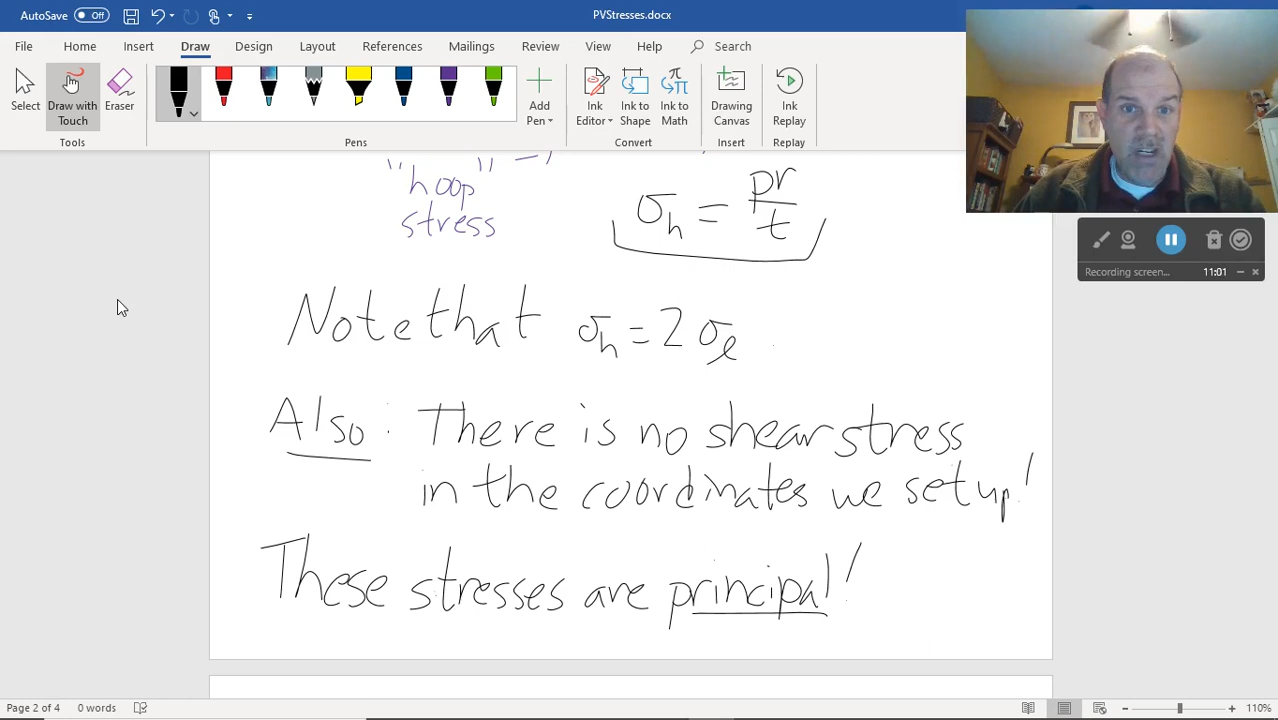 AutoSave Off PVStresses.docx
File Home Insert Draw Design Layout References Mailings Review View Help Search
Select Draw with Touch Eraser Add Pen Ink Editor Ink to Shape Ink to Math Drawing Canvas Ink Replay
Tools Pens Convert Insert Replay
"hoop"
stress
σh = pr/t
Note that σh = 2σl
Also: There is no shear stress
in the coordinates we set up!
These stresses are principal!
Recording screen... 11:01
Page 2 of 4 0 words 110%